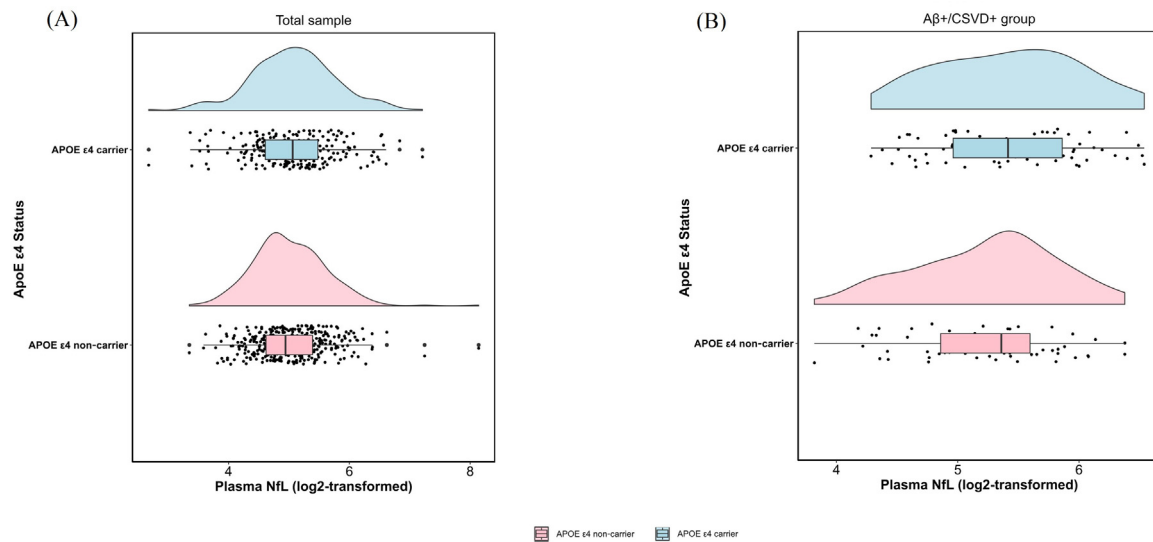 (A)
Total sample
ApoE ε4 Status
APOE ε4 carrier
APOE ε4 non-carrier
4 6 8
Plasma NfL (log2-transformed)
(B)
Aβ+/CSVD+ group
ApoE ε4 Status
APOE ε4 carrier
APOE ε4 non-carrier
4 5 6
Plasma NfL (log2-transformed)
APOE ε4 non-carrier APOE ε4 carrier